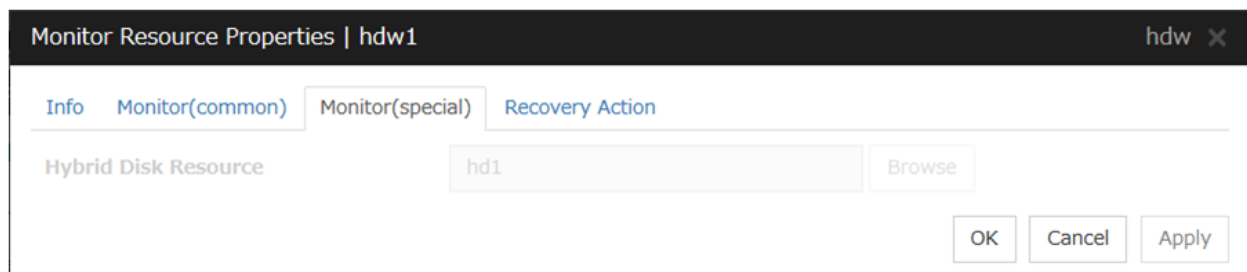 Monitor Resource Properties | hdw1 hdw ×
Info Monitor(common) Monitor(special) Recovery Action
Hybrid Disk Resource hd1 Browse
OK Cancel Apply